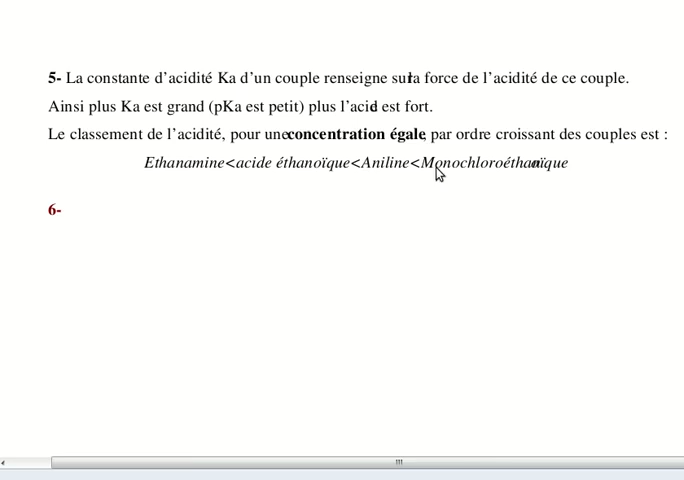 5- La constante d'acidité Ka d'un couple renseigne sur la force de l'acidité de ce couple.
Ainsi plus Ka est grand (pKa est petit) plus l'acide est fort.
Le classement de l'acidité, pour une concentration égale, par ordre croissant des couples est :
Ethanamine<acide éthanoïque<Aniline<Monochloroéthanoïque
6-